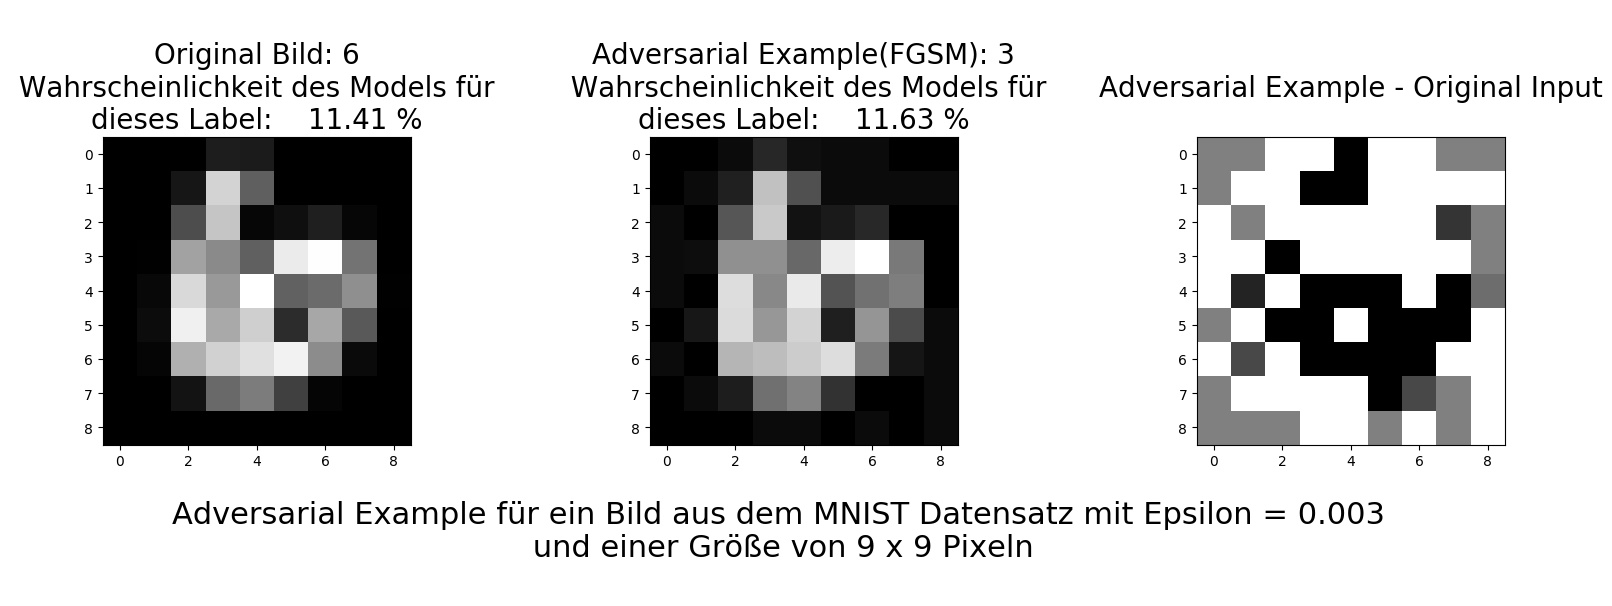 Original Bild: 6
Wahrscheinlichkeit des Models für
dieses Label: 11.41 %
0
1
2
3
4
5
6
7
8
0 2 4 6 8
Adversarial Example(FGSM): 3
Wahrscheinlichkeit des Models für
dieses Label: 11.63 %
0
1
2
3
4
5
6
7
8
0 2 4 6 8
Adversarial Example - Original Input
0
1
2
3
4
5
6
7
8
0 2 4 6 8
Adversarial Example für ein Bild aus dem MNIST Datensatz mit Epsilon = 0.003
und einer Größe von 9 x 9 Pixeln